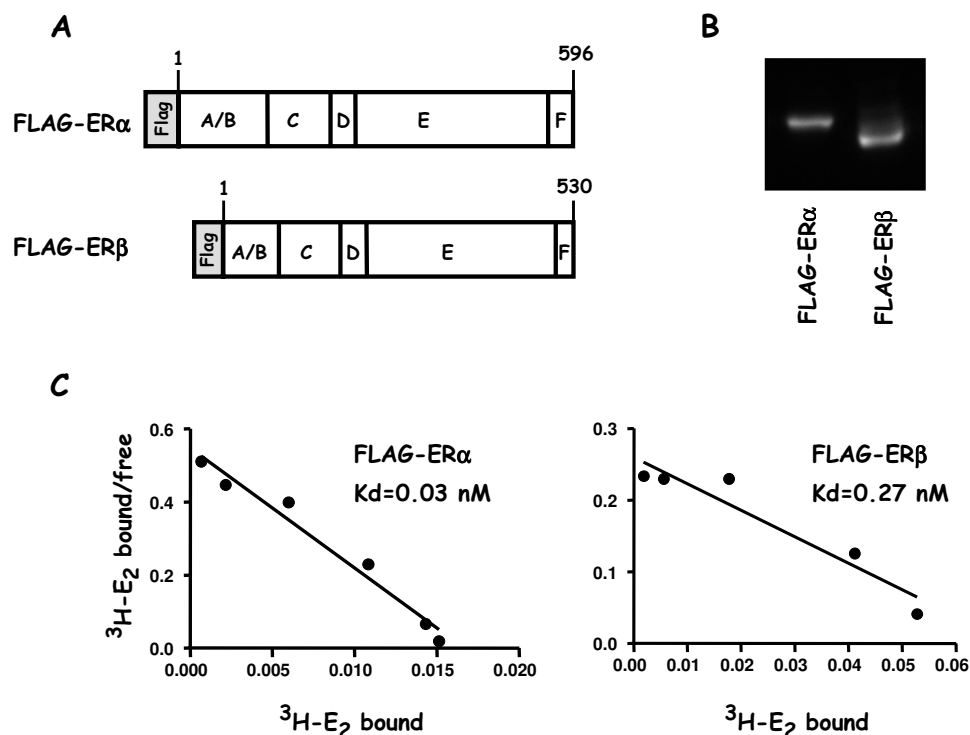 A
1
596
FLAG-ERα
Flag
A/B
C
D
E
F
1
530
FLAG-ERβ
Flag
A/B
C
D
E
F
B
FLAG-ERα
FLAG-ERβ
C
³H-E₂ bound/free
0.6
0.4
0.2
0.0
0.000
0.005
0.010
0.015
0.020
FLAG-ERα
Kd=0.03 nM
³H-E₂ bound
0.3
0.2
0.1
0.0
0.00
0.01
0.02
0.03
0.04
0.05
0.06
FLAG-ERβ
Kd=0.27 nM
³H-E₂ bound